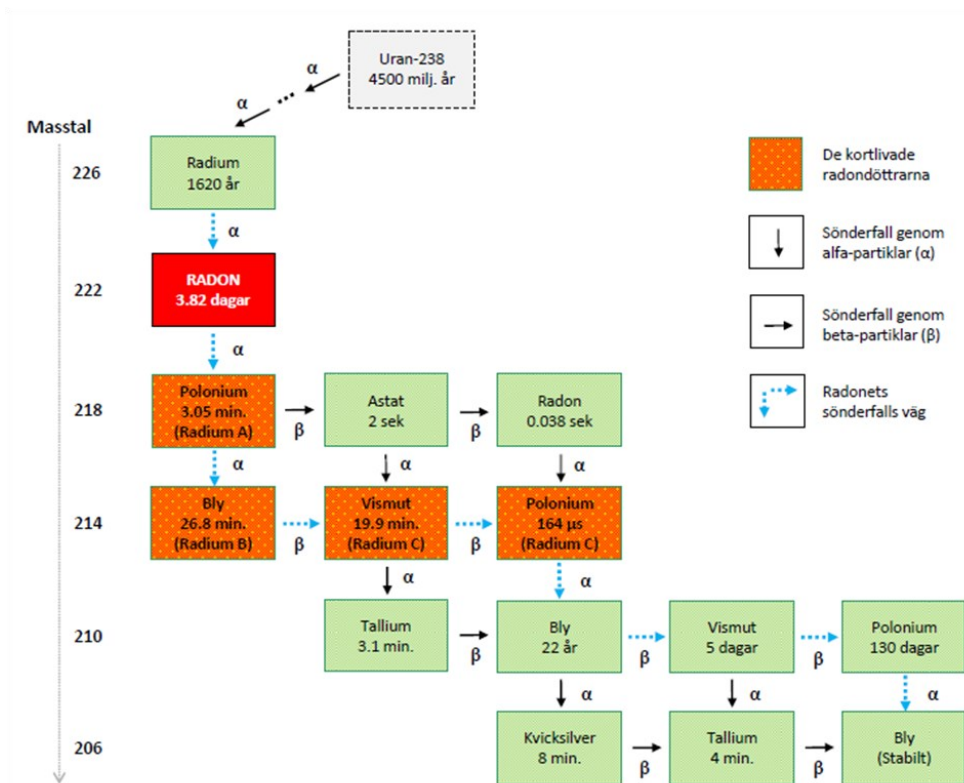 Uran-238
4500 milj. år
α
α
Masstal
226
Radium
1620 år
De kortlivade
radondöttrarna
α
Sönderfall genom
alfa-partiklar (α)
222
RADON
3.82 dagar
Sönderfall genom
beta-partiklar (β)
α
218
Polonium
3.05 min.
(Radium A)
β
Astat
2 sek
β
Radon
0.038 sek
Radonets
sönderfalls väg
α
α
α
214
Bly
26.8 min.
(Radium B)
β
Vismut
19.9 min.
(Radium C)
β
Polonium
164 µs
(Radium C)
α
α
210
Tallium
3.1 min.
β
Bly
22 år
β
Vismut
5 dagar
β
Polonium
130 dagar
α
α
α
206
Kvicksilver
8 min.
β
Tallium
4 min.
β
Bly
(Stabilt)